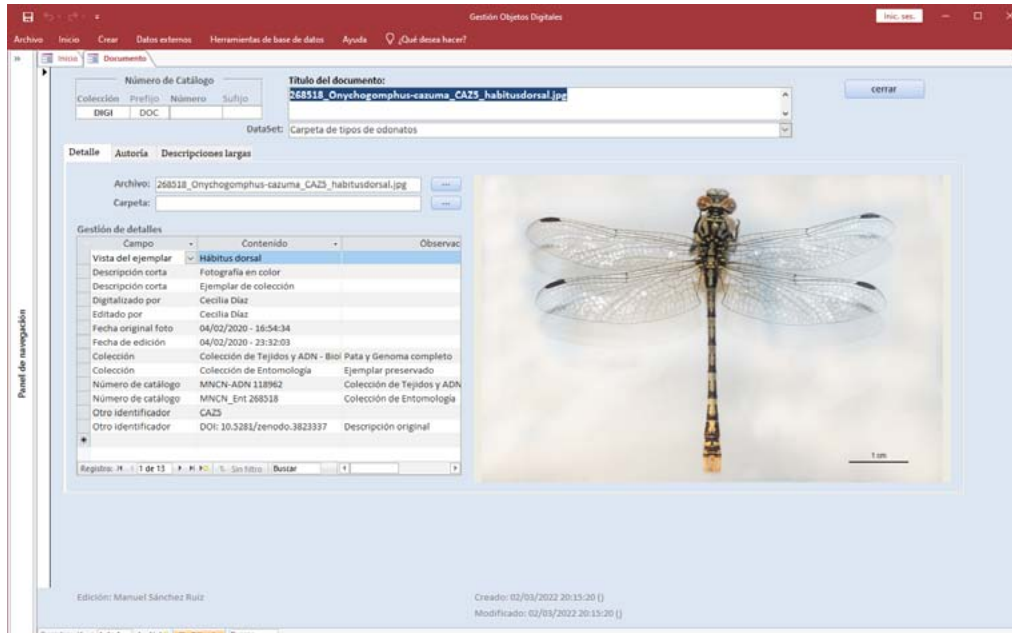 Gestión Objetos Digitales
Inic. ses.
Archivo Inicio Crear Datos externos Herramientas de base de datos Ayuda ¿Qué desea hacer?
Inicio Documento
Número de Catálogo
Colección Prefijo Número Sufijo
DIGI DOC
Título del documento:
268518_Onychogomphus-cazuma_CAZ5_habitusdorsal.jpg
cerrar
DataSet: Carpeta de tipos de odonatos
Detalle Autoría Descripciones largas
Archivo: 268518_Onychogomphus-cazuma_CAZ5_habitusdorsal.jpg
Carpeta:
Gestión de detalles
Campo Contenido Observac
Vista del ejemplar Hábitus dorsal
Descripción corta Fotografía en color
Descripción corta Ejemplar de colección
Digitalizado por Cecilia Díaz
Editado por Cecilia Díaz
Fecha original foto 04/02/2020 - 16:54:34
Fecha de edición 04/02/2020 - 23:32:03
Colección Colección de Tejidos y ADN - Biol Pata y Genoma completo
Colección Colección de Entomología Ejemplar preservado
Número de catálogo MNCN-ADN 118962 Colección de Tejidos y ADN
Número de catálogo MNCN_Ent 268518 Colección de Entomología
Otro identificador CAZ5
Otro identificador DOI: 10.5281/zenodo.3823337 Descripción original
Registro: 1 de 13 Sin filtro Buscar
1 cm
Panel de navegación
Edición: Manuel Sánchez Ruiz
Creado: 02/03/2022 20:15:20 ()
Modificado: 02/03/2022 20:15:20 ()